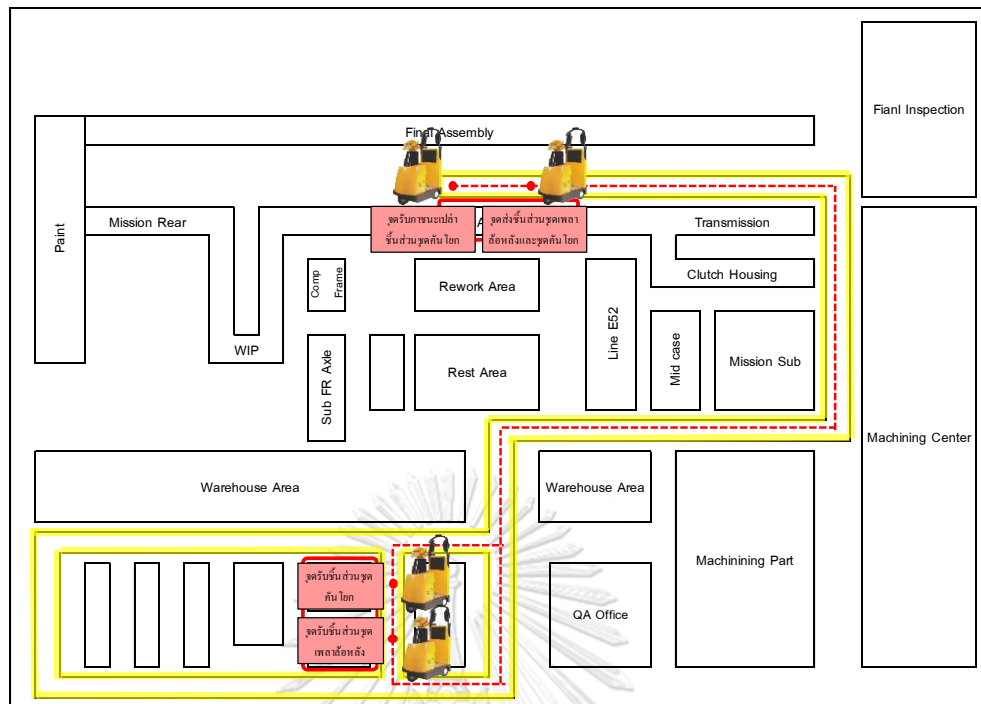 Fianl Inspection
Final Assembly
Paint
Mission Rear
จุดรับภาชนะเปล่า
ชิ้นส่วนชุดคันโยก
A
จุดส่งชิ้นส่วนชุดเพลา
ล้อหลังและชุดคันโยก
Transmission
Clutch Housing
Comp
Frame
Rework Area
Line E52
WIP
Sub FR Axle
Rest Area
Mid case
Mission Sub
Machining Center
Warehouse Area
Warehouse Area
Machinining Part
จุดรับชิ้นส่วนชุด
คันโยก
QA Office
จุดรับชิ้นส่วนชุด
เพลาล้อหลัง